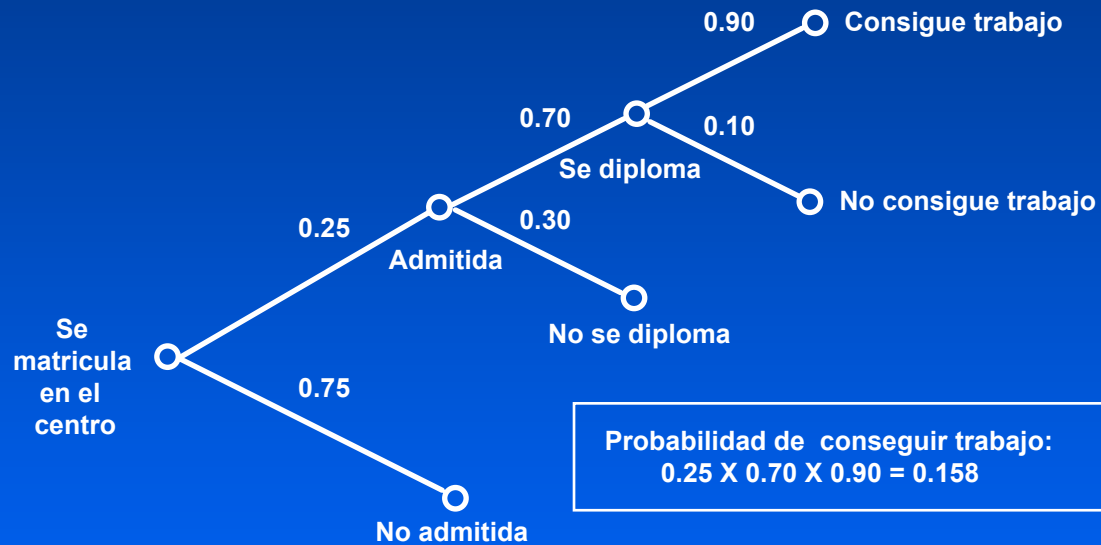 0.90
Consigue trabajo
0.70
0.10
Se diploma
No consigue trabajo
0.25
0.30
Admitida
No se diploma
Se
matricula
en el
centro
0.75
No admitida
Probabilidad de conseguir trabajo:
0.25 X 0.70 X 0.90 = 0.158